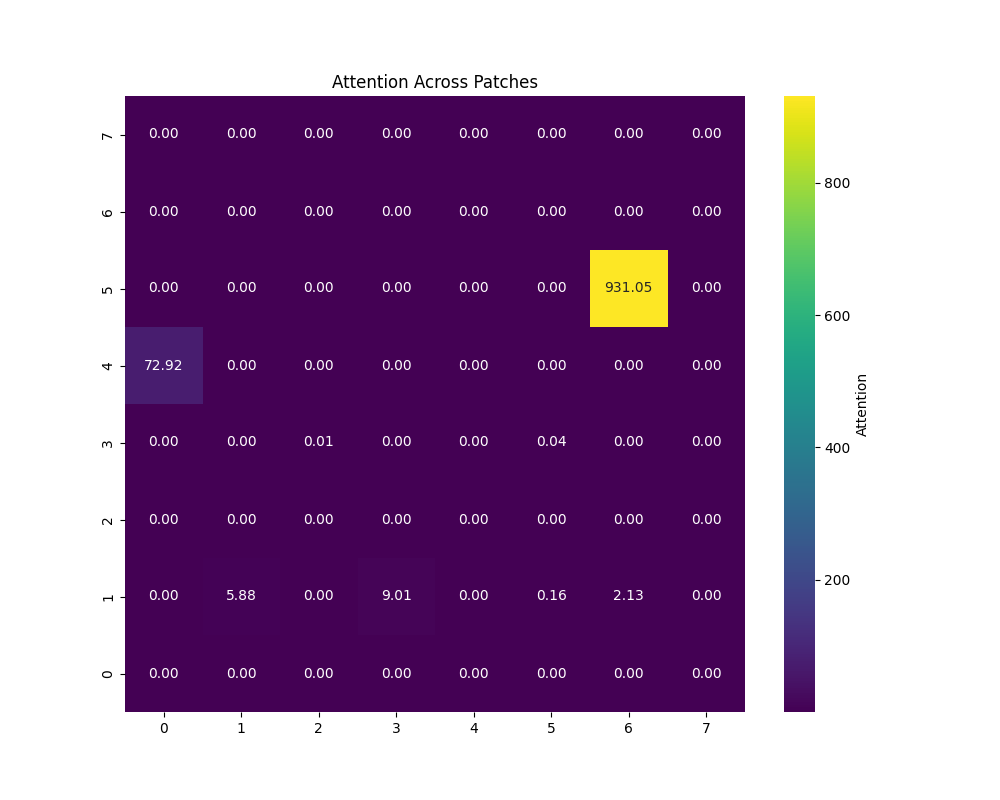 Attention Across Patches
7 0.00 0.00 0.00 0.00 0.00 0.00 0.00 0.00
800
6 0.00 0.00 0.00 0.00 0.00 0.00 0.00 0.00
5 0.00 0.00 0.00 0.00 0.00 0.00 931.05 0.00
600
4 72.92 0.00 0.00 0.00 0.00 0.00 0.00 0.00
Attention
3 0.00 0.00 0.01 0.00 0.00 0.04 0.00 0.00
400
2 0.00 0.00 0.00 0.00 0.00 0.00 0.00 0.00
200
1 0.00 5.88 0.00 9.01 0.00 0.16 2.13 0.00
0 0.00 0.00 0.00 0.00 0.00 0.00 0.00 0.00
0 1 2 3 4 5 6 7